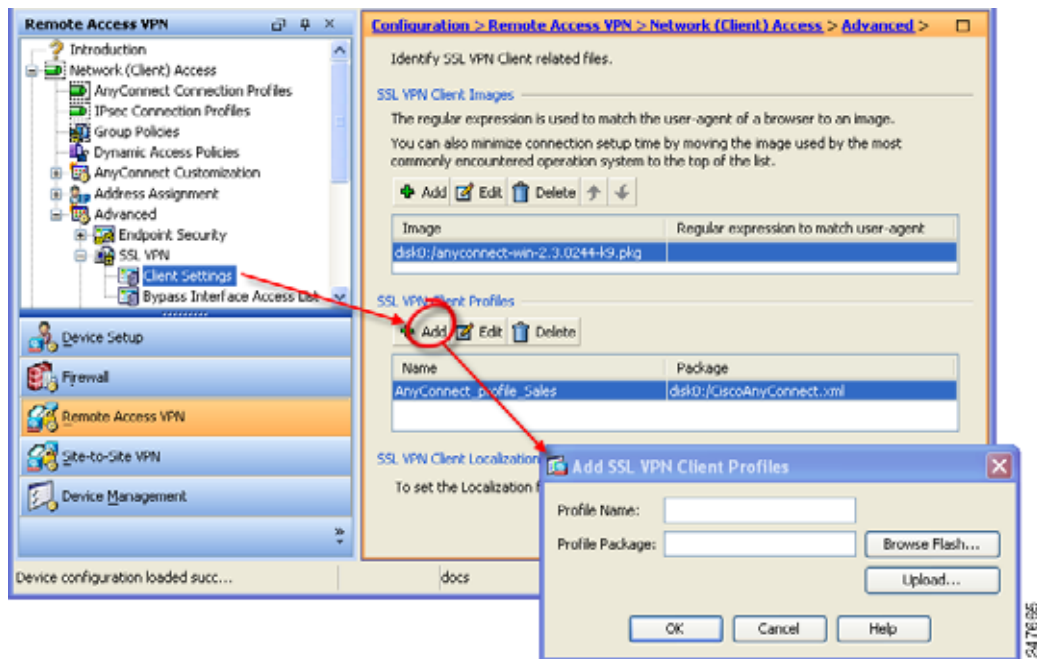 Remote Access VPN
Introduction
Network (Client) Access
AnyConnect Connection Profiles
IPsec Connection Profiles
Group Policies
Dynamic Access Policies
AnyConnect Customization
Address Assignment
Advanced
Endpoint Security
SSL VPN
Client Settings
Bypass Interface Access List
Device Setup
Firewall
Remote Access VPN
Site-to-Site VPN
Device Management
Device configuration loaded succ...
docs
Configuration > Remote Access VPN > Network (Client) Access > Advanced >
Identify SSL VPN Client related files.
SSL VPN Client Images
The regular expression is used to match the user-agent of a browser to an image.
You can also minimize connection setup time by moving the image used by the most
commonly encountered operation system to the top of the list.
Add Edit Delete
Image Regular expression to match user-agent
disk0:/anyconnect-win-2.3.0244-k9.pkg
SSL VPN Client Profiles
Add Edit Delete
Name Package
AnyConnect_profile_Sales disk0:/CiscoAnyConnect.xml
SSL VPN Client Localization
To set the Localization f
Add SSL VPN Client Profiles
Profile Name:
Profile Package: Browse Flash...
Upload...
OK Cancel Help
247695